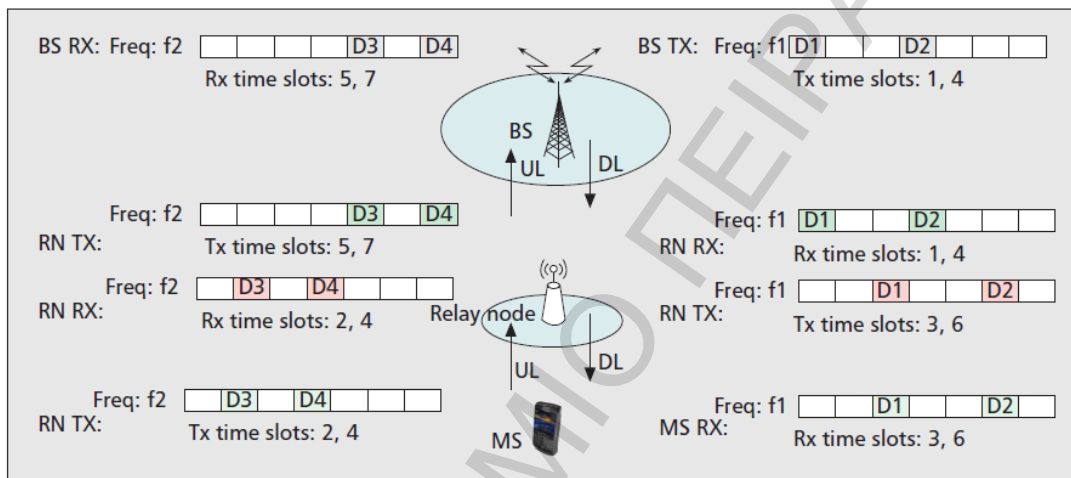 BS RX: Freq: f2 D3 D4
Rx time slots: 5, 7
BS TX: Freq: f1 D1 D2
Tx time slots: 1, 4
BS
UL
DL
Freq: f2 D3 D4
RN TX:
Tx time slots: 5, 7
Freq: f1 D1 D2
RN RX:
Rx time slots: 1, 4
Freq: f2 D3 D4
RN RX:
Rx time slots: 2, 4
Relay node
Freq: f1 D1 D2
RN TX:
Tx time slots: 3, 6
UL
DL
Freq: f2 D3 D4
RN TX:
Tx time slots: 2, 4
MS
Freq: f1 D1 D2
MS RX:
Rx time slots: 3, 6
ΜΙΟ ΠΕΙΡΑ